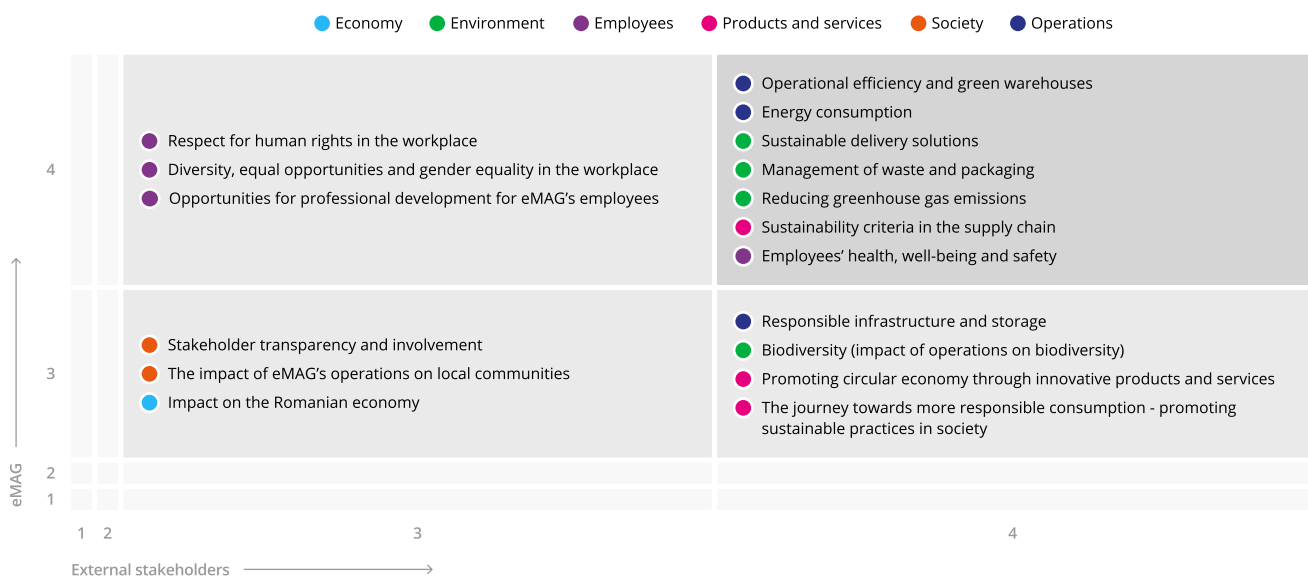 Economy
Environment
Employees
Products and services
Society
Operations
4
Respect for human rights in the workplace
Diversity, equal opportunities and gender equality in the workplace
Opportunities for professional development for eMAG’s employees
Operational efficiency and green warehouses
Energy consumption
Sustainable delivery solutions
Management of waste and packaging
Reducing greenhouse gas emissions
Sustainability criteria in the supply chain
Employees’ health, well-being and safety
3
Stakeholder transparency and involvement
The impact of eMAG’s operations on local communities
Impact on the Romanian economy
Responsible infrastructure and storage
Biodiversity (impact of operations on biodiversity)
Promoting circular economy through innovative products and services
The journey towards more responsible consumption - promoting
sustainable practices in society
2
1
eMAG
1
2
3
4
External stakeholders